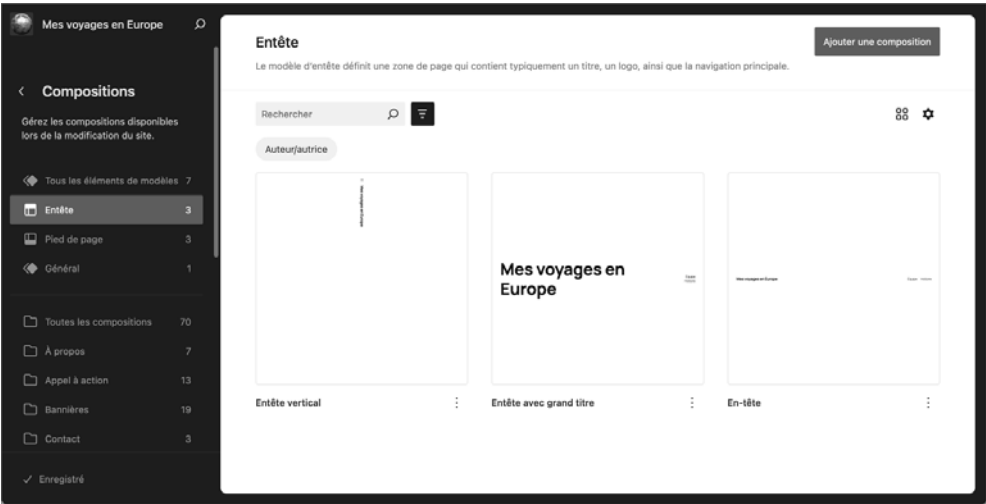 Mes voyages en Europe
Compositions
Gérez les compositions disponibles
lors de la modification du site.
Tous les éléments de modèles 7
Entête 3
Pied de page 3
Général 1
Toutes les compositions 70
À propos 7
Appel à action 13
Bannières 19
Contact 3
Enregistré
Entête
Ajouter une composition
Le modèle d'entête définit une zone de page qui contient typiquement un titre, un logo, ainsi que la navigation principale.
Rechercher
Auteur/autrice
Mes voyages en Europe
Mes voyages en
Europe
Mes voyages en Europe
Entête vertical
Entête avec grand titre
En-tête